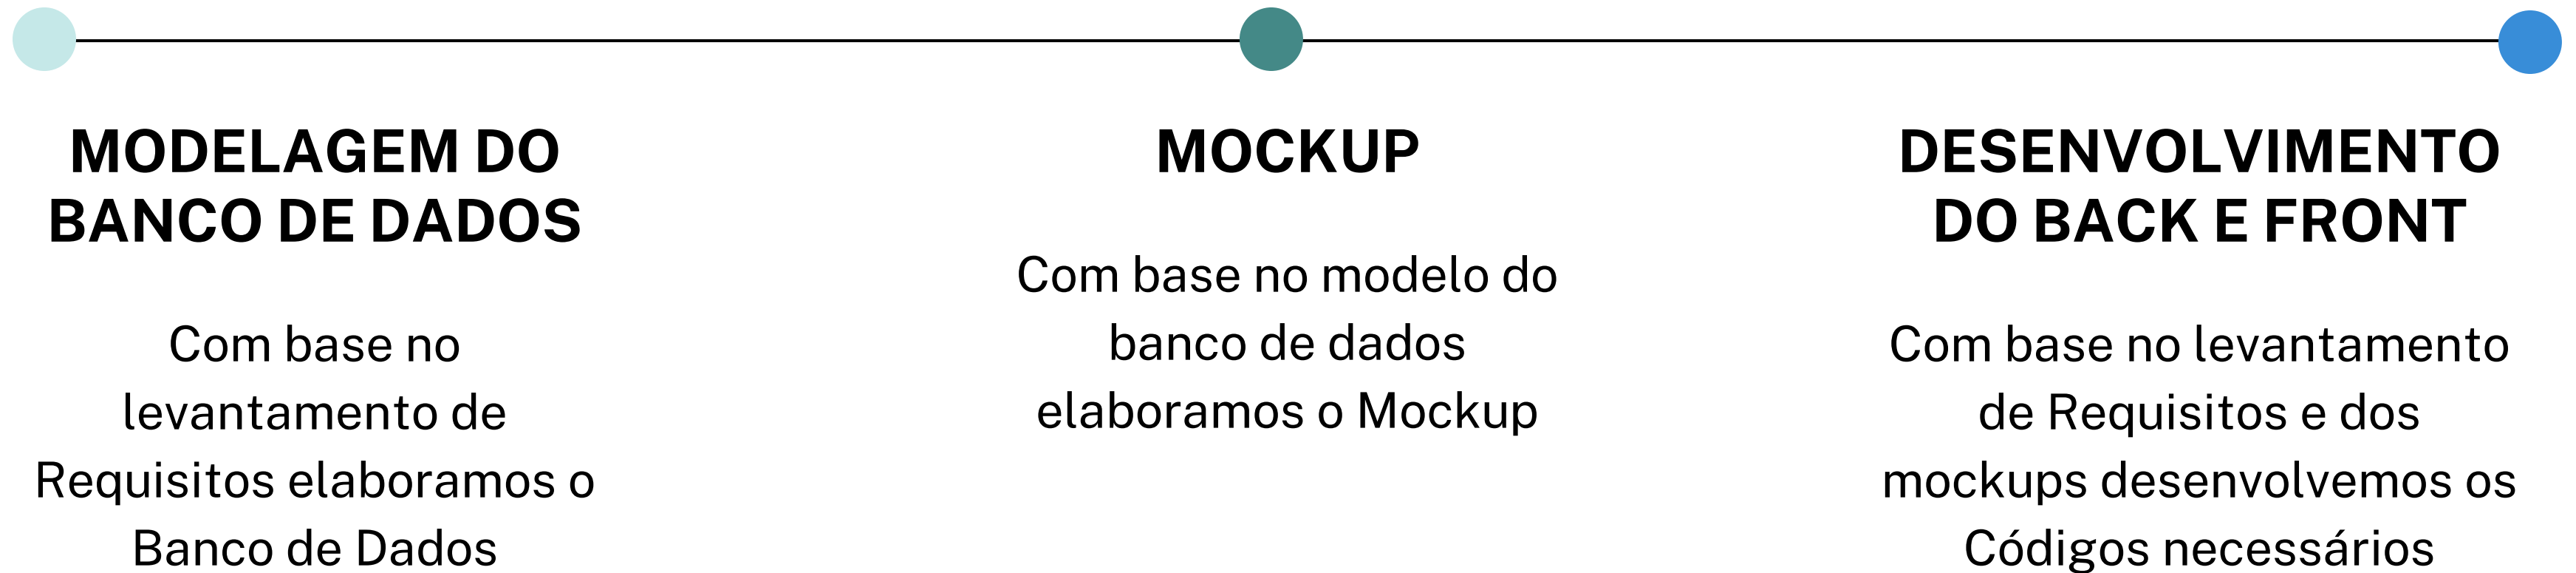 MODELAGEM DO
BANCO DE DADOS
Com base no
levantamento de
Requisitos elaboramos o
Banco de Dados
MOCKUP
Com base no modelo do
banco de dados
elaboramos o Mockup
DESENVOLVIMENTO
DO BACK E FRONT
Com base no levantamento
de Requisitos e dos
mockups desenvolvemos os
Códigos necessários